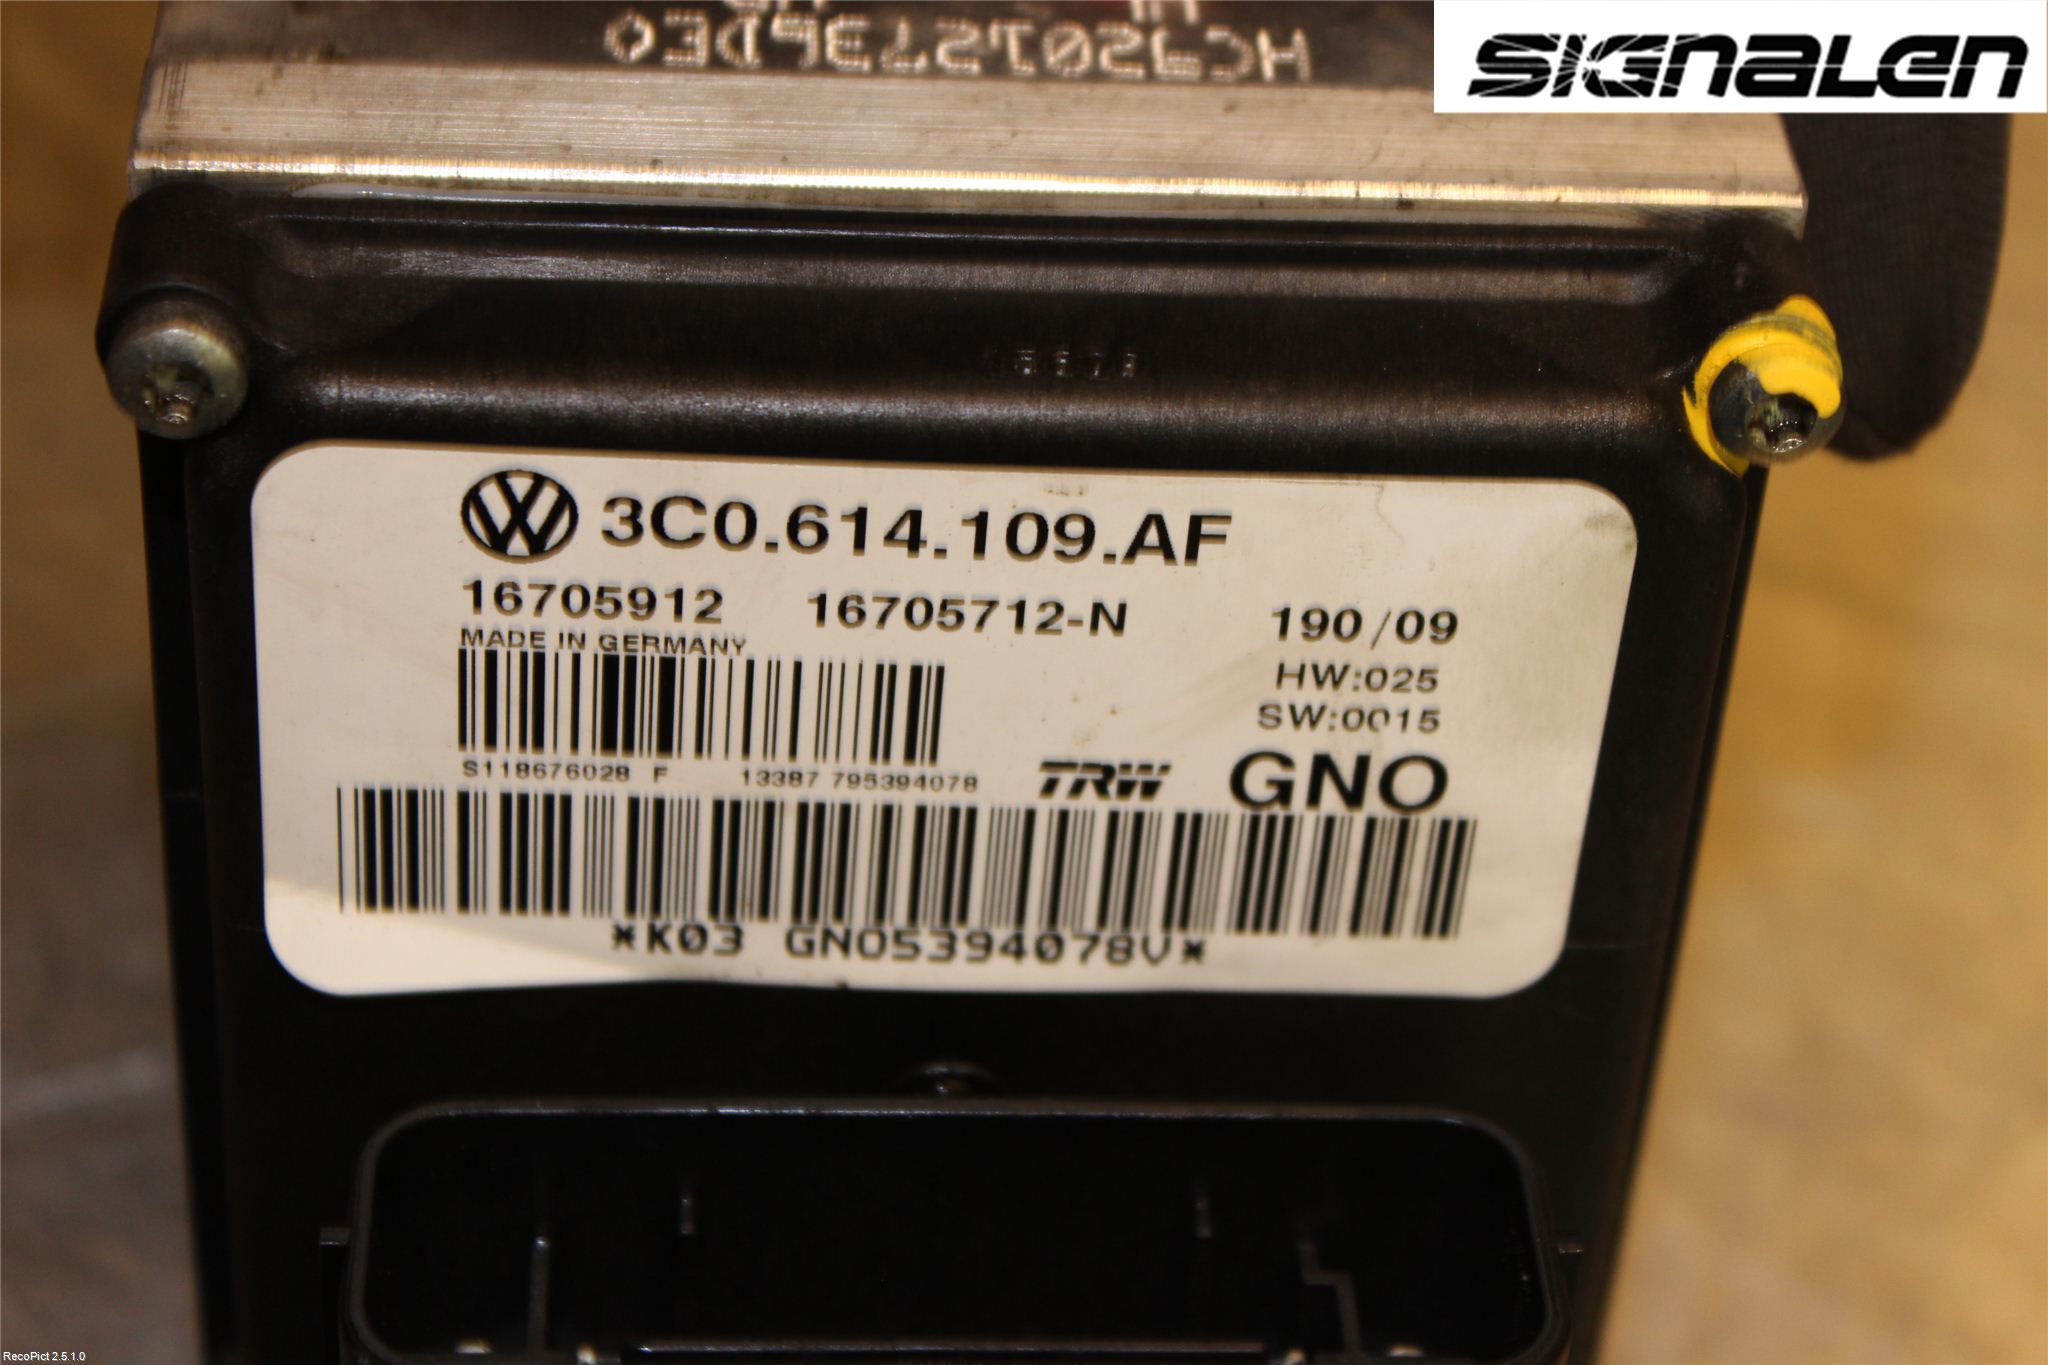 SIGNALEN
3C0.614.109.AF
16705912 16705712-N 190/09
MADE IN GERMANY
HW:025
SW:0015
S118676028 F 13387 795394078
TRW GNO
*K03 GNO5394078V*
RecoPict 2.5.1.0